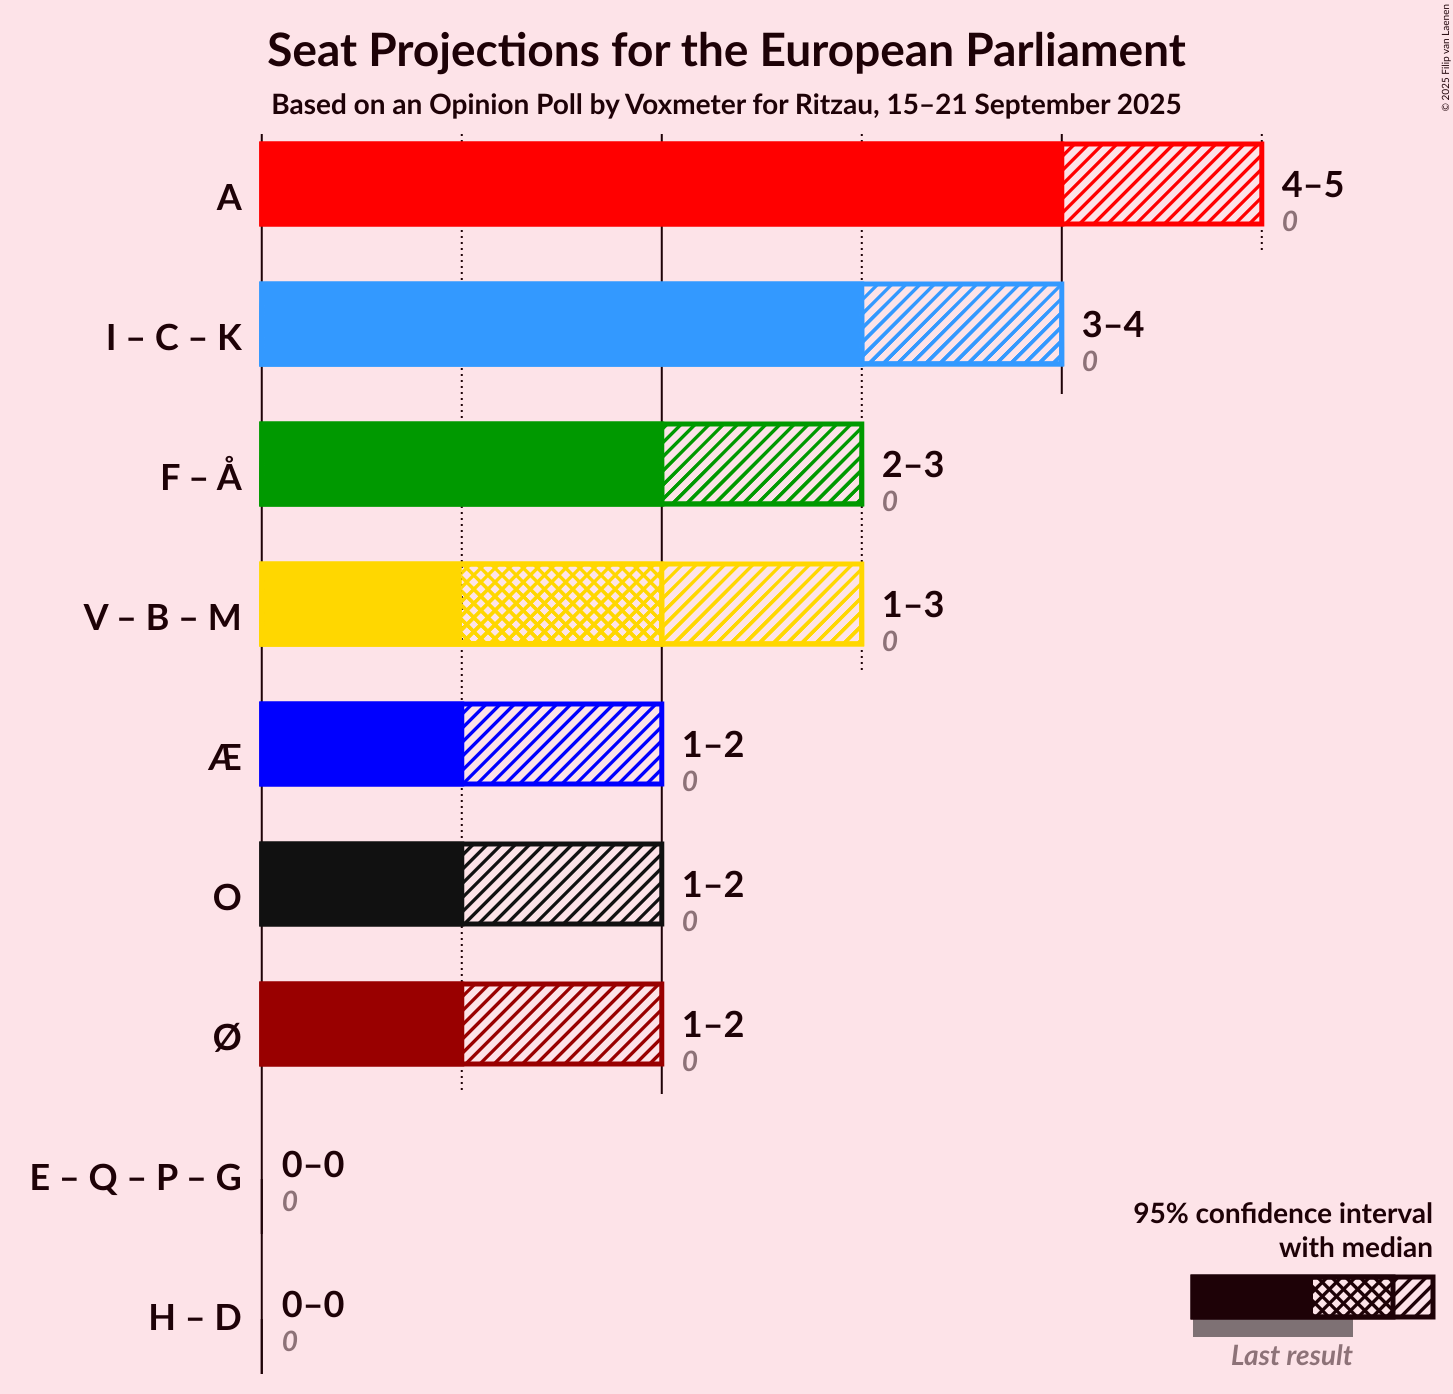 Seat Projections for the European Parliament
Based on an Opinion Poll by Voxmeter for Ritzau, 15–21 September 2025
© 2025 Filip van Laenen
A
4–5
0
I – C – K
3–4
0
F – Å
2–3
0
V – B – M
1–3
0
Æ
1–2
0
O
1–2
0
Ø
1–2
0
E – Q – P – G
0–0
0
H – D
0–0
0
95% confidence interval
with median
Last result